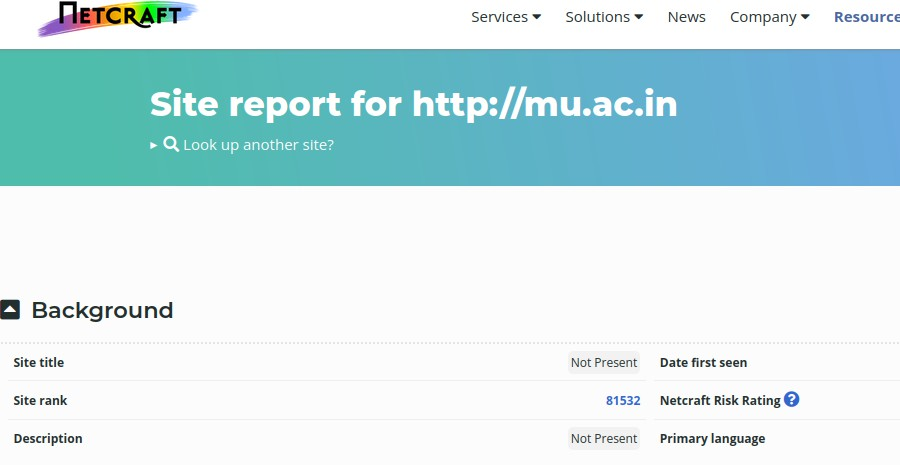 NETCRAFT
Services Solutions News Company Resource
Site report for http://mu.ac.in
Look up another site?
Background
Site title Not Present Date first seen
Site rank 81532 Netcraft Risk Rating ?
Description Not Present Primary language